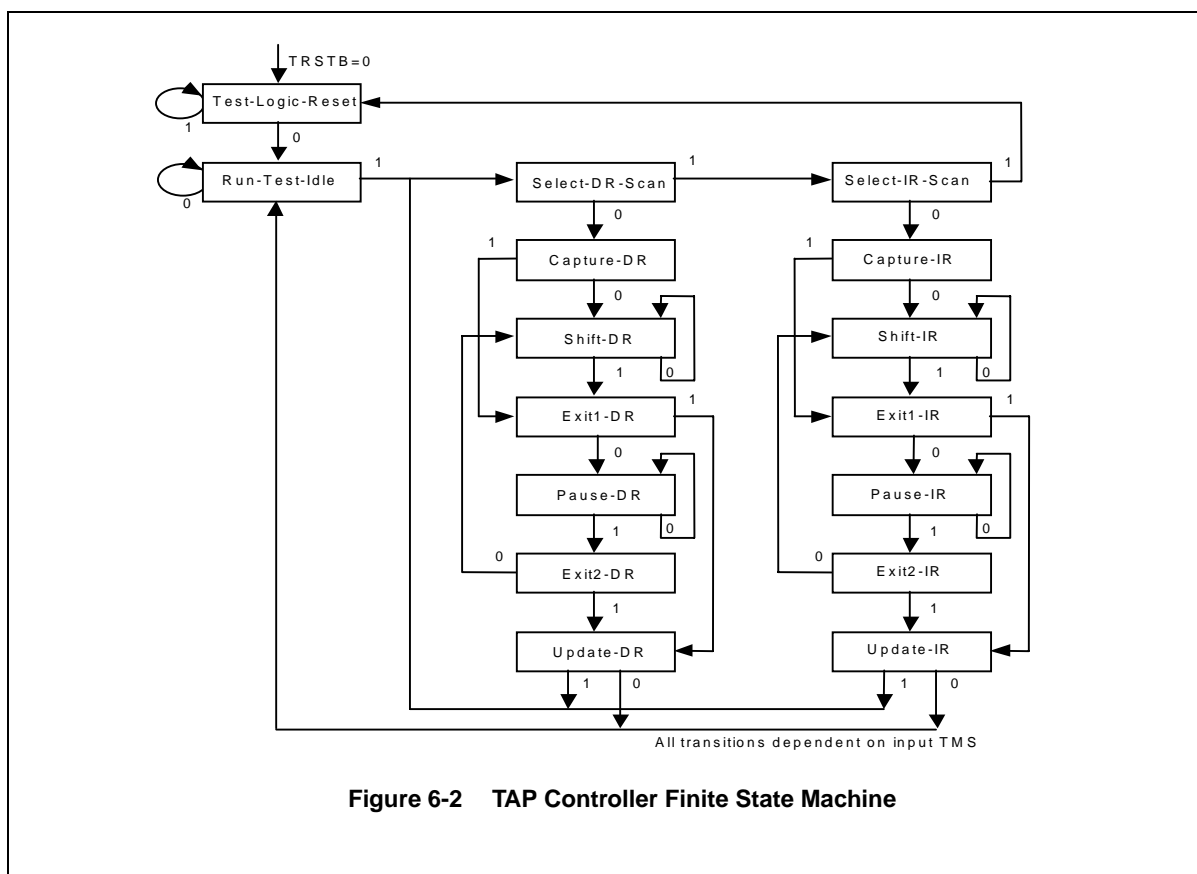 TRSTB=0
Test-Logic-Reset
1
0
Run-Test-Idle
1
0
Select-DR-Scan
1
Select-IR-Scan
1
0
0
1
Capture-DR
1
Capture-IR
0
0
Shift-DR
Shift-IR
1
0
1
0
Exit1-DR
1
Exit1-IR
1
0
0
Pause-DR
Pause-IR
1
0
1
0
0
Exit2-DR
0
Exit2-IR
1
1
Update-DR
Update-IR
1
0
1
0
All transitions dependent on input TMS
Figure 6-2 TAP Controller Finite State Machine